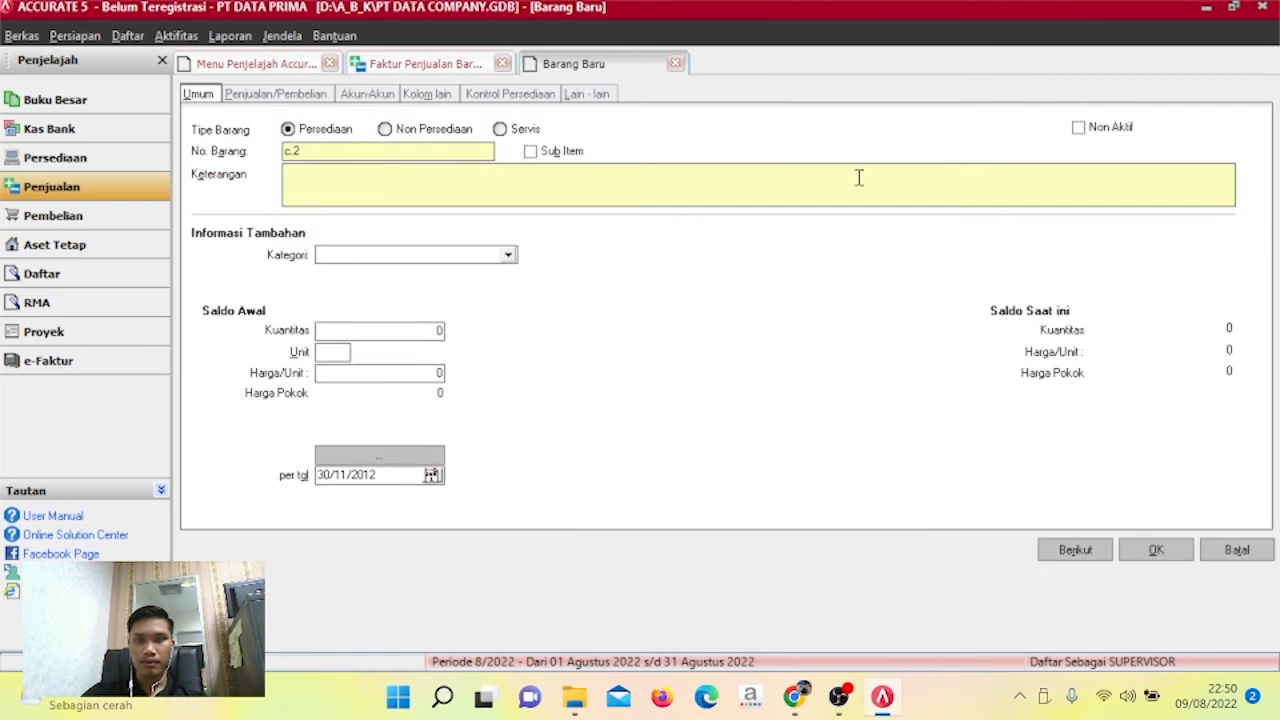 ACCURATE 5 - Belum Teregistrasi - PT DATA PRIMA [D:\A_B_K\PT DATA COMPANY.GDB] - [Barang Baru]
Berkas Persiapan Daftar Aktifitas Laporan Jendela Bantuan
Penjelajah
Menu Penjelajah Accur... Faktur Penjualan Bar... Barang Baru
Buku Besar
Kas Bank
Persediaan
Penjualan
Pembelian
Aset Tetap
Daftar
RMA
Proyek
e-Faktur
Tautan
User Manual
Online Solution Center
Facebook Page
Umum Penjualan/Pembelian Akun-Akun Kolom lain Kontrol Persediaan Lain - lain
Tipe Barang Persediaan Non Persediaan Servis Non Aktif
No. Barang: c.2 Sub Item
Keterangan
Informasi Tambahan
Kategori:
Saldo Awal
Kuantitas 0
Unit
Harga/Unit : 0
Harga Pokok 0
...
per tgl 30/11/2012
Saldo Saat ini
Kuantitas 0
Harga/Unit : 0
Harga Pokok 0
Berikut OK Batal
Periode 8/2022 - Dari 01 Agustus 2022 s/d 31 Agustus 2022 Daftar Sebagai SUPERVISOR
Sebagian cerah
22:50
09/08/2022
2